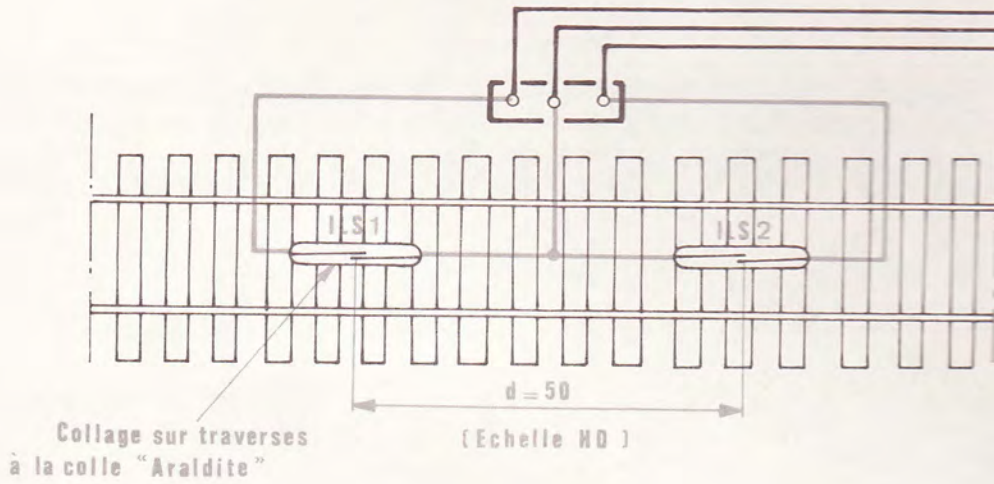 ILS1
ILS2
d = 50
(Echelle HO)
Collage sur traverses
à la colle "Araldite"